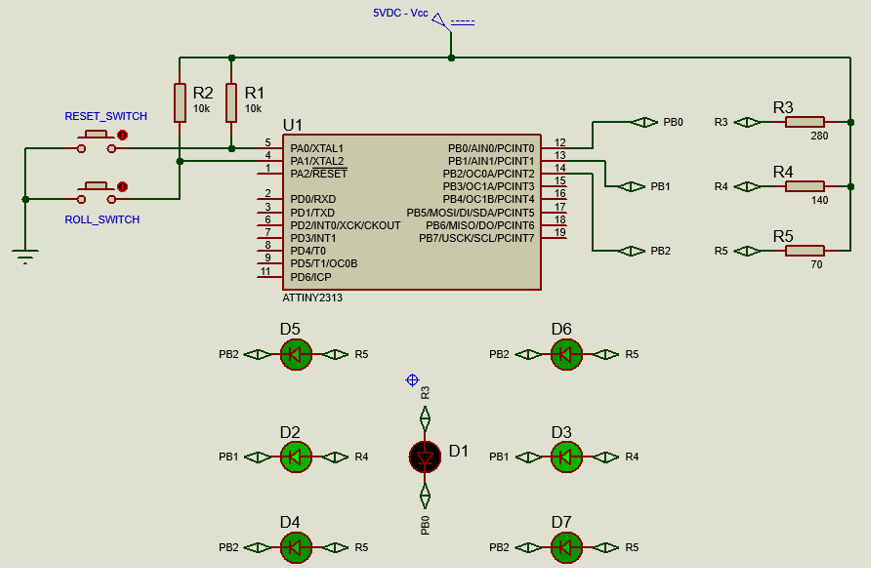 5VDC - Vcc
R2
10k
R1
10k
RESET_SWITCH
ROLL_SWITCH
U1
5 PA0/XTAL1 PB0/AIN0/PCINT0 12
4 PA1/XTAL2 PB1/AIN1/PCINT1 13
1 PA2/RESET PB2/OC0A/PCINT2 14
PB3/OC1A/PCINT3 15
2 PD0/RXD PB4/OC1B/PCINT4 16
3 PD1/TXD PB5/MOSI/DI/SDA/PCINT5 17
6 PD2/INT0/XCK/CKOUT PB6/MISO/DO/PCINT6 18
7 PD3/INT1 PB7/USCK/SCL/PCINT7 19
8 PD4/T0
9 PD5/T1/OC0B
11 PD6/ICP
ATTINY2313
PB0
PB1
PB2
R3 R3
280
R4 R4
140
R5 R5
70
D5
PB2 R5
D6
PB2 R5
R3
D1
PB0
D2
PB1 R4
D3
PB1 R4
D4
PB2 R5
D7
PB2 R5